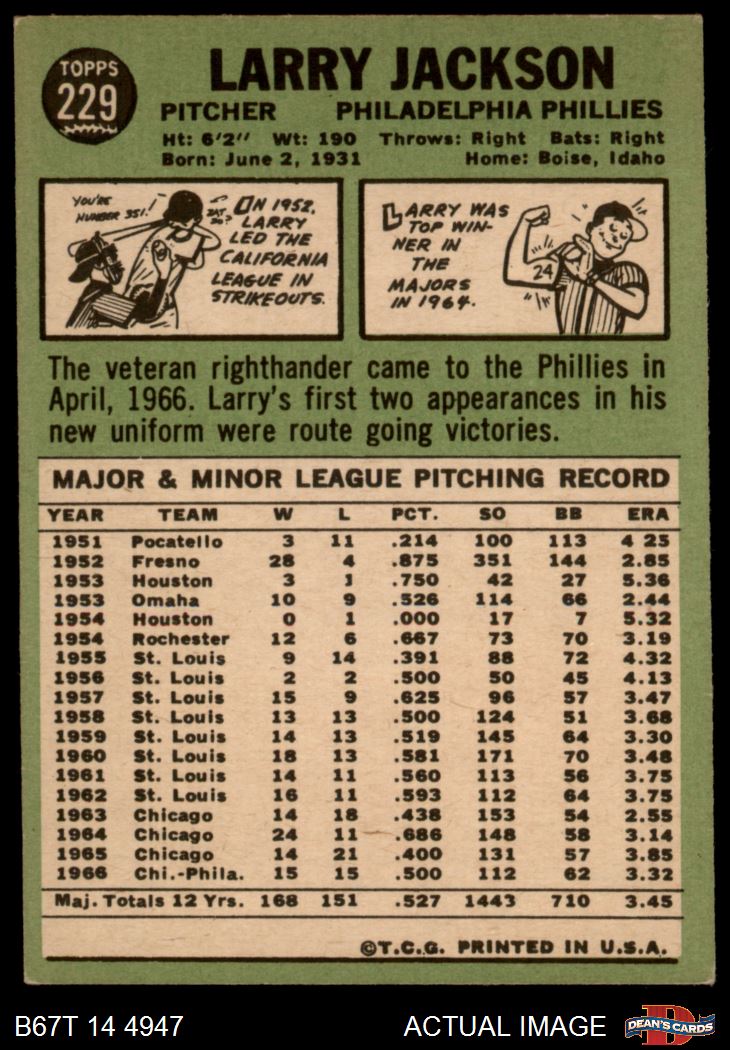 TOPPS
229
LARRY JACKSON
PITCHER PHILADELPHIA PHILLIES
Ht: 6'2" Wt: 190 Throws: Right Bats: Right
Born: June 2, 1931 Home: Boise, Idaho
YOU'RE
NUMBER 351!
ON 1952,
LARRY
LED THE
CALIFORNIA
LEAGUE IN
STRIKEOUTS.
LARRY WAS
TOP WIN-
NER IN
THE
MAJORS
IN 1964.
24
The veteran righthander came to the Phillies in
April, 1966. Larry's first two appearances in his
new uniform were route going victories.
MAJOR & MINOR LEAGUE PITCHING RECORD
YEAR TEAM W L PCT. SO BB ERA
1951 Pocatello 3 11 .214 100 113 4 25
1952 Fresno 28 4 .875 351 144 2.85
1953 Houston 3 1 .750 42 27 5.36
1953 Omaha 10 9 .526 114 66 2.44
1954 Houston 0 1 .000 17 7 5.32
1954 Rochester 12 6 .667 73 70 3.19
1955 St. Louis 9 14 .391 88 72 4.32
1956 St. Louis 2 2 .500 50 45 4.13
1957 St. Louis 15 9 .625 96 57 3.47
1958 St. Louis 13 13 .500 124 51 3.68
1959 St. Louis 14 13 .519 145 64 3.30
1960 St. Louis 18 13 .581 171 70 3.48
1961 St. Louis 14 11 .560 113 56 3.75
1962 St. Louis 16 11 .593 112 64 3.75
1963 Chicago 14 18 .438 153 54 2.55
1964 Chicago 24 11 .686 148 58 3.14
1965 Chicago 14 21 .400 131 57 3.85
1966 Chi.-Phila. 15 15 .500 112 62 3.32
Maj. Totals 12 Yrs. 168 151 .527 1443 710 3.45
©T.C.G. PRINTED IN U.S.A.
B67T 14 4947
ACTUAL IMAGE
D
DEAN'S CARDS